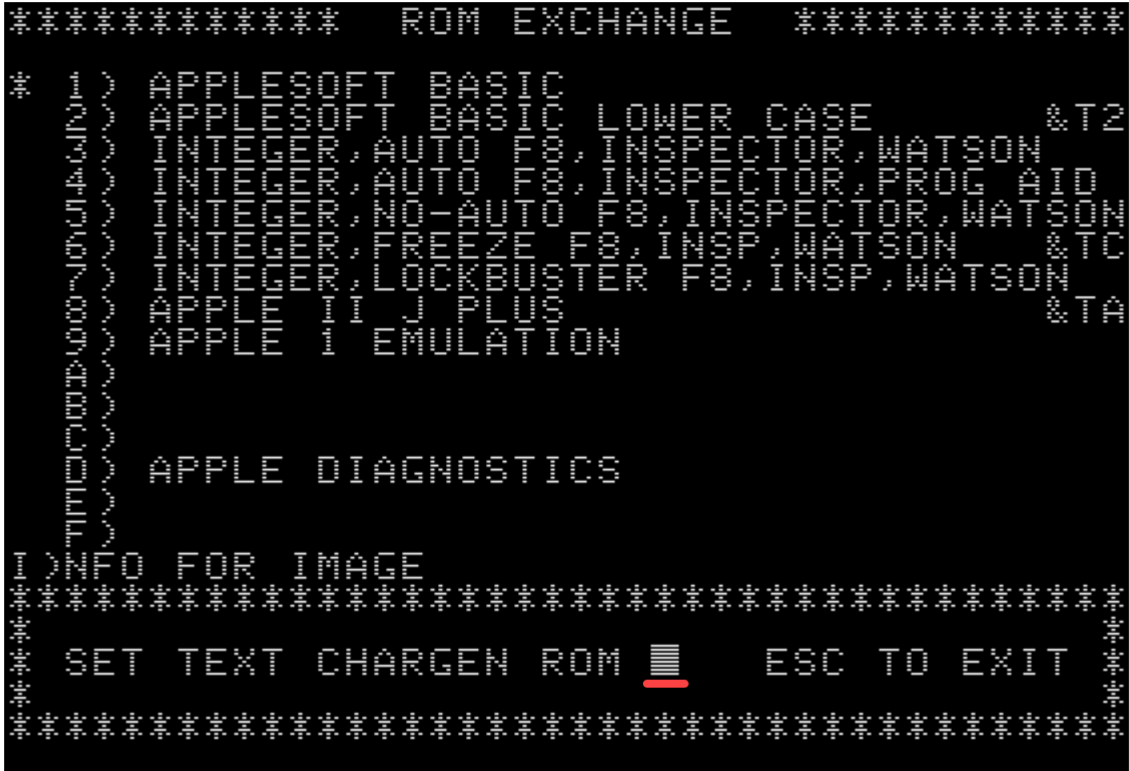 ************ ROM EXCHANGE ************
* 1) APPLESOFT BASIC
2) APPLESOFT BASIC LOWER CASE &T2
3) INTEGER,AUTO F8,INSPECTOR,WATSON
4) INTEGER,AUTO F8,INSPECTOR,PROG AID
5) INTEGER,NO-AUTO F8,INSPECTOR,WATSON
6) INTEGER,FREEZE F8,INSP,WATSON &TC
7) INTEGER,LOCKBUSTER F8,INSP,WATSON
8) APPLE II J PLUS &TA
9) APPLE 1 EMULATION
A)
B)
C)
D) APPLE DIAGNOSTICS
E)
F)
I)NFO FOR IMAGE
****************************************
* *
* SET TEXT CHARGEN ROM ESC TO EXIT *
* *
****************************************